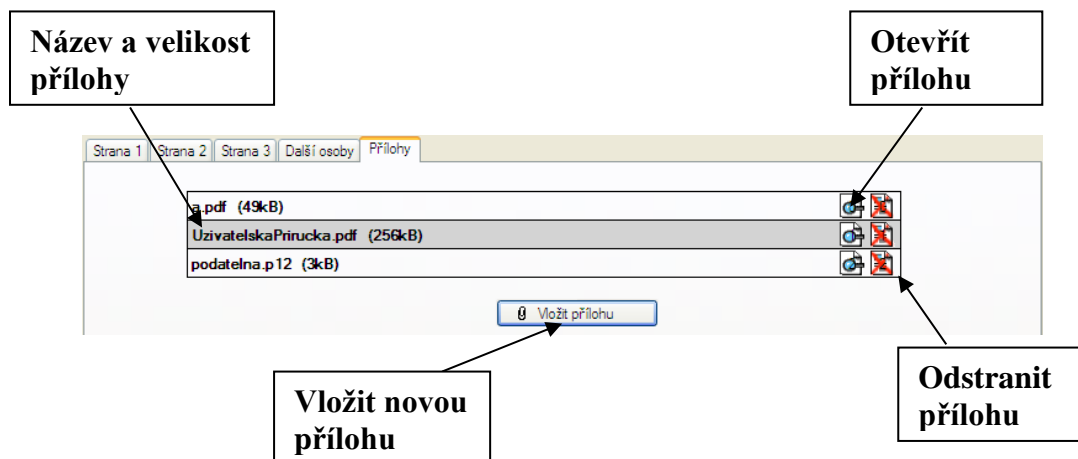 Název a velikost
přílohy
Otevřít
přílohu
Strana 1 Strana 2 Strana 3 Další osoby Přílohy
a.pdf (49kB)
UzivatelskaPrirucka.pdf (256kB)
podatelna.p12 (3kB)
Vložit přílohu
Vložit novou
přílohu
Odstranit
přílohu